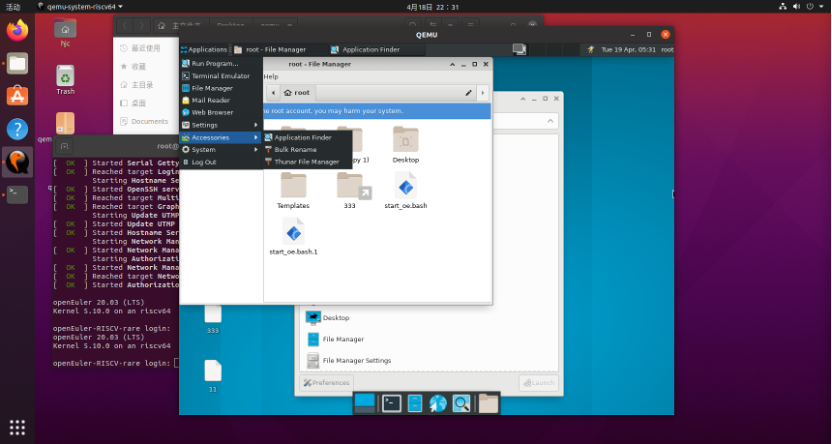 活动
qemu-system-riscv64
4月18日 22：31
hjc
Trash
最近使用
收藏
主目录
桌面
Documents
Desktop
QEMU
Applications
root - File Manager
Application Finder
Tue 19 Apr, 05:31 root
root - File Manager
Help
root
he root account, you may harm your system.
Run Program...
Terminal Emulator
File Manager
Mail Reader
Web Browser
Settings
Accessories
System
Log Out
Application Finder
Bulk Rename
Thunar File Manager
py 1)
Desktop
Templates
333
start_oe.bash
start_oe.bash.1
root@
[ OK ] Started Serial Getty
[ OK ] Reached target Login
Starting Hostname Se
[ OK ] Started OpenSSH serv
[ OK ] Reached target Multi
[ OK ] Reached target Graph
Starting Update UTMP
[ OK ] Started Update UTMP
[ OK ] Started Hostname Ser
Starting Network Man
[ OK ] Started Network Mana
Starting Authorizati
[ OK ] Started Network Mana
[ OK ] Reached target Netwo
[ OK ] Started Authorizatio
openEuler 20.03 (LTS)
Kernel 5.10.0 on an riscv64
openEuler-RISCV-rare login:
openEuler 20.03 (LTS)
Kernel 5.10.0 on an riscv64
openEuler-RISCV-rare login:
333
11
Desktop
File Manager
File Manager Settings
Preferences
Launch